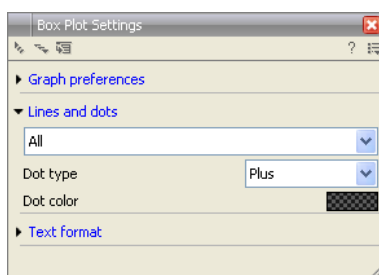 Box Plot Settings
?
Graph preferences
Lines and dots
All
Dot type Plus
Dot color
Text format